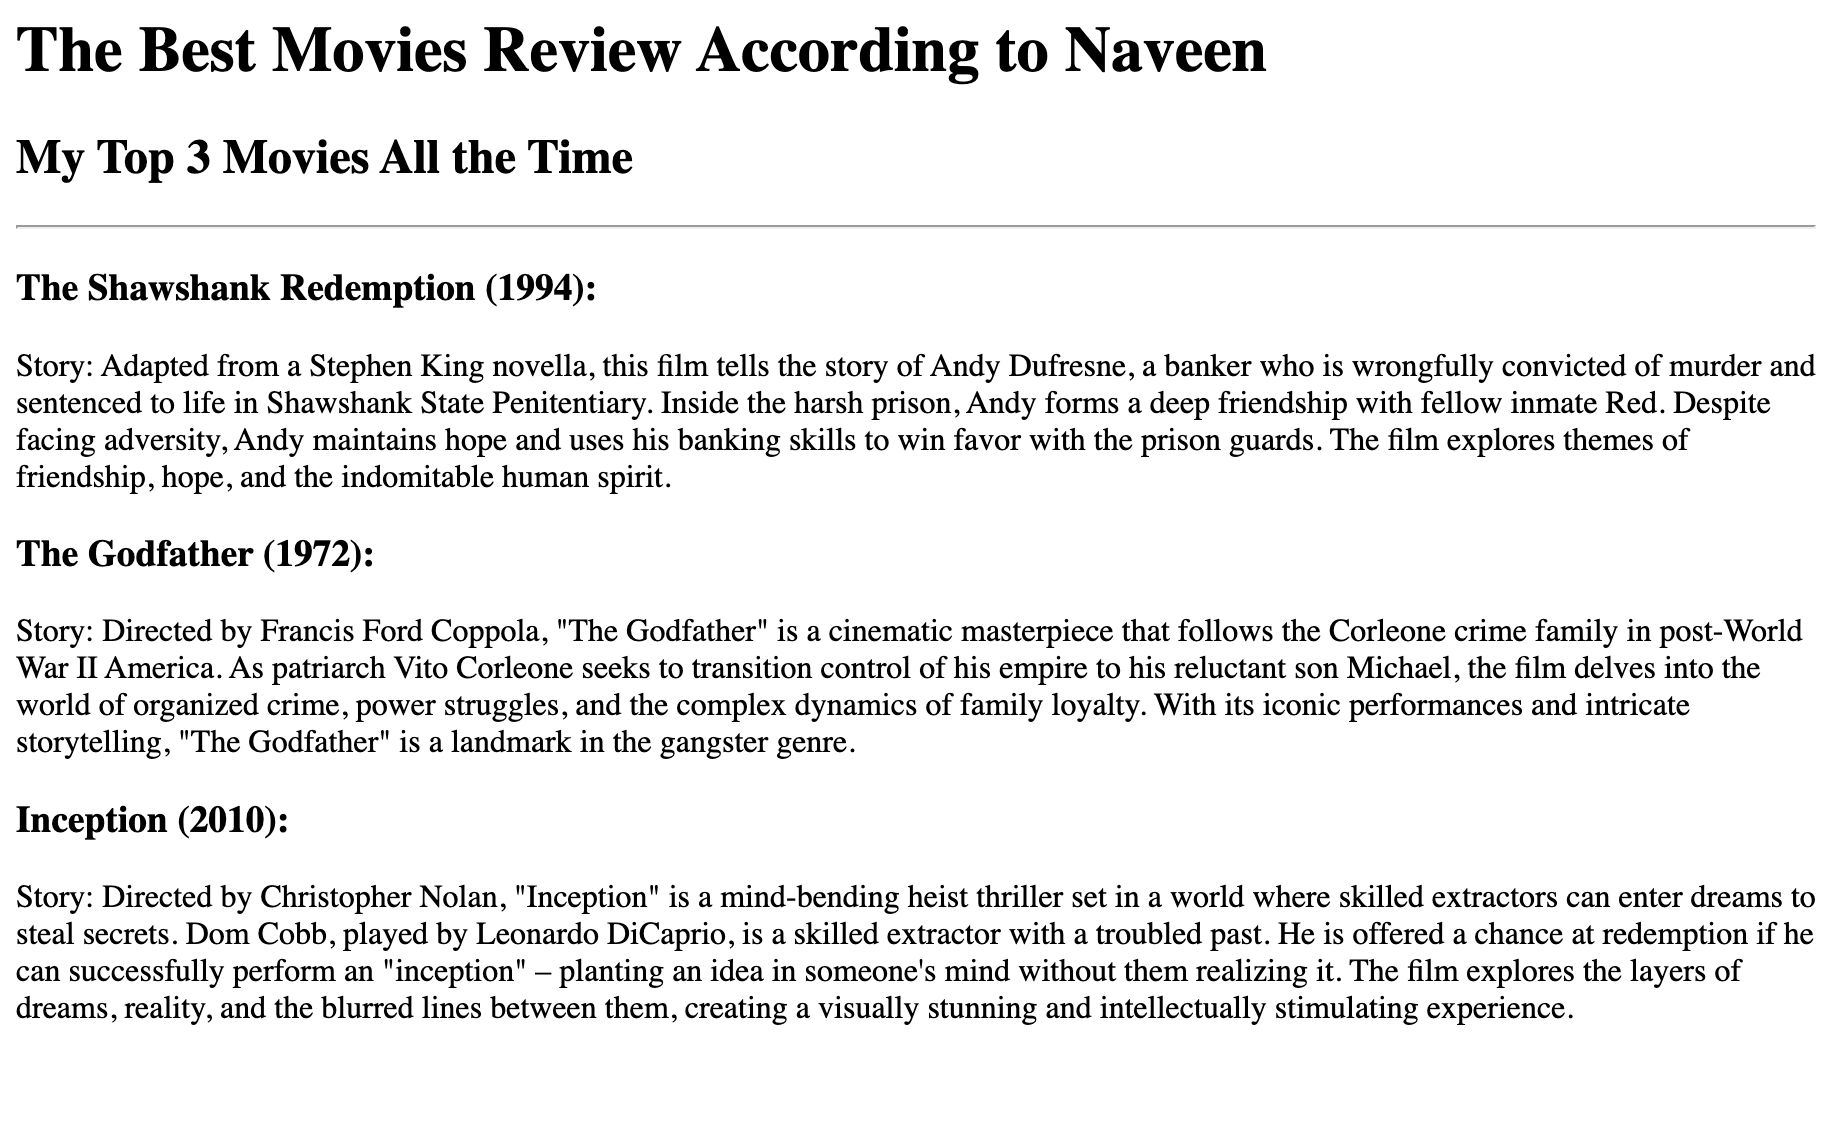 The Best Movies Review According to Naveen
My Top 3 Movies All the Time
The Shawshank Redemption (1994):
Story: Adapted from a Stephen King novella, this film tells the story of Andy Dufresne, a banker who is wrongfully convicted of murder and
sentenced to life in Shawshank State Penitentiary. Inside the harsh prison, Andy forms a deep friendship with fellow inmate Red. Despite
facing adversity, Andy maintains hope and uses his banking skills to win favor with the prison guards. The film explores themes of
friendship, hope, and the indomitable human spirit.
The Godfather (1972):
Story: Directed by Francis Ford Coppola, "The Godfather" is a cinematic masterpiece that follows the Corleone crime family in post-World
War II America. As patriarch Vito Corleone seeks to transition control of his empire to his reluctant son Michael, the film delves into the
world of organized crime, power struggles, and the complex dynamics of family loyalty. With its iconic performances and intricate
storytelling, "The Godfather" is a landmark in the gangster genre.
Inception (2010):
Story: Directed by Christopher Nolan, "Inception" is a mind-bending heist thriller set in a world where skilled extractors can enter dreams to
steal secrets. Dom Cobb, played by Leonardo DiCaprio, is a skilled extractor with a troubled past. He is offered a chance at redemption if he
can successfully perform an "inception" – planting an idea in someone's mind without them realizing it. The film explores the layers of
dreams, reality, and the blurred lines between them, creating a visually stunning and intellectually stimulating experience.